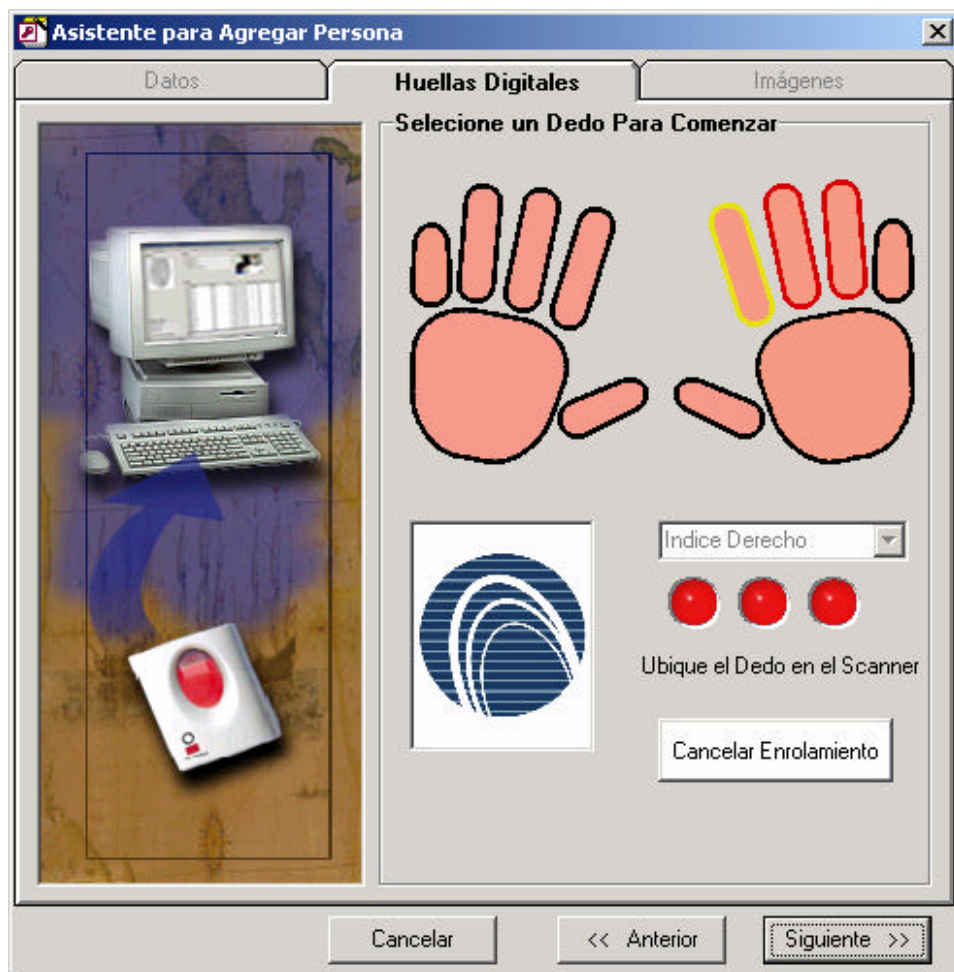 Asistente para Agregar Persona
Datos
Huellas Digitales
Imágenes
Selecione un Dedo Para Comenzar
Indice Derecho
Ubique el Dedo en el Scanner
Cancelar Enrolamiento
Cancelar
<< Anterior
Siguiente >>